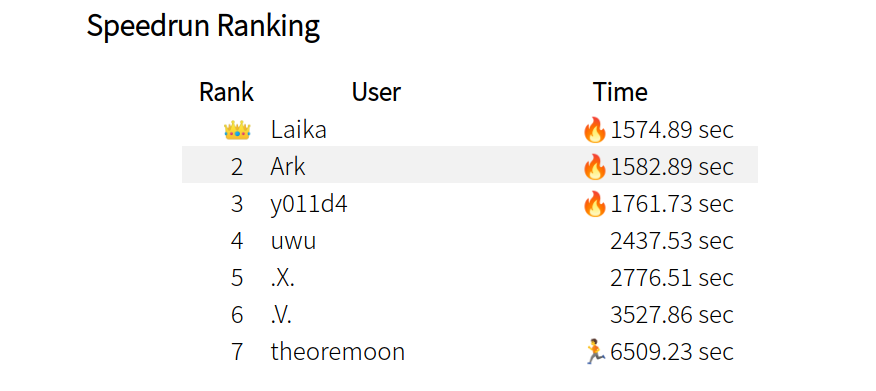 Speedrun Ranking
Rank User Time
👑 Laika 🔥1574.89 sec
2 Ark 🔥1582.89 sec
3 y011d4 🔥1761.73 sec
4 uwu 2437.53 sec
5 .X. 2776.51 sec
6 .V. 3527.86 sec
7 theoremoon 🏃6509.23 sec